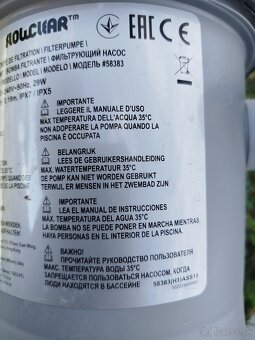 FLOWCLEAR™
DE FILTRATION / FILTERPUMPE /
BOMBA FILTRANTE / ФИЛЬТРУЮЩИЙ НАСОС
MODELLO / MODEL / MODELO / МОДЕЛЬ #58383
240V~50Hz, 29W
IPX7 IPX5
EAC CE
IMPORTANTE
LEGGERE IL MANUALE D'USO
TEMPERATURA MAX DELL'ACQUA 35°C
NON ADOPERARE LA POMPA QUANDO LA
PISCINA È OCCUPATA
BELANGRIJK
LEES DE GEBRUIKERSHANDLEIDING
MAX. WATERTEMPERATUUR 35°C
DE POMP KAN NIET WORDEN GEBRUIKT
TERWIJL ER MENSEN IN HET ZWEMBAD ZIJN
IMPORTANTE
LEA EL MANUAL DE INSTRUCCIONES
MAX. TEMPERATURA DEL AGUA 35°C
LA BOMBA NO SE PUEDE PONER EN MARCHA MIENTRAS
HAYA PERSONAS EN EL INTERIOR DE LA PISCINA
ВАЖНО!
ПРОЧИТАЙТЕ РУКОВОДСТВО ПОЛЬЗОВАТЕЛЯ
МАКС. ТЕМПЕРАТУРА ВОДЫ 35°C
ЗАПРЕЩАЕТСЯ ПОЛЬЗОВАТЬСЯ НАСОСОМ, КОГДА
ЛЮДИ НАХОДЯТСЯ В БАССЕЙНЕ